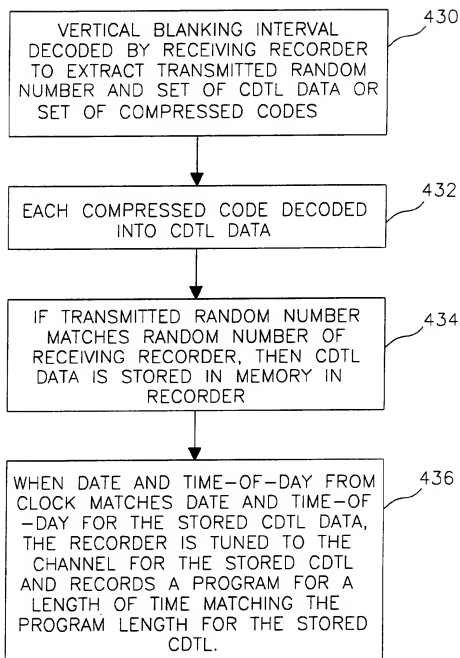 VERTICAL BLANKING INTERVAL
DECODED BY RECEIVING RECORDER
TO EXTRACT TRANSMITTED RANDOM
NUMBER AND SET OF CDTL DATA OR
SET OF COMPRESSED CODES
430
EACH COMPRESSED CODE DECODED
INTO CDTL DATA
432
IF TRANSMITTED RANDOM NUMBER
MATCHES RANDOM NUMBER OF
RECEIVING RECORDER, THEN CDTL
DATA IS STORED IN MEMORY IN
RECORDER
434
WHEN DATE AND TIME-OF-DAY FROM
CLOCK MATCHES DATE AND TIME-OF
-DAY FOR THE STORED CDTL DATA,
THE RECORDER IS TUNED TO THE
CHANNEL FOR THE STORED CDTL
AND RECORDS A PROGRAM FOR A
LENGTH OF TIME MATCHING THE
PROGRAM LENGTH FOR THE STORED
CDTL.
436